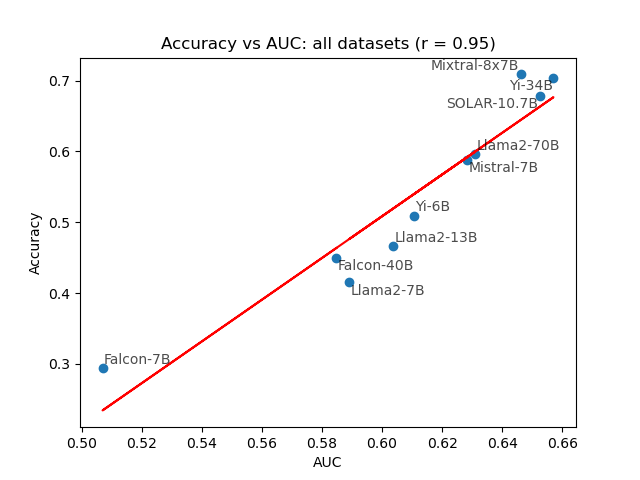 Accuracy vs AUC: all datasets (r = 0.95)
Mixtral-8x7B
Yi-34B
SOLAR-10.7B
Llama2-70B
Mistral-7B
Yi-6B
Llama2-13B
Falcon-40B
Llama2-7B
Falcon-7B
Accuracy
0.7
0.6
0.5
0.4
0.3
0.50 0.52 0.54 0.56 0.58 0.60 0.62 0.64 0.66
AUC